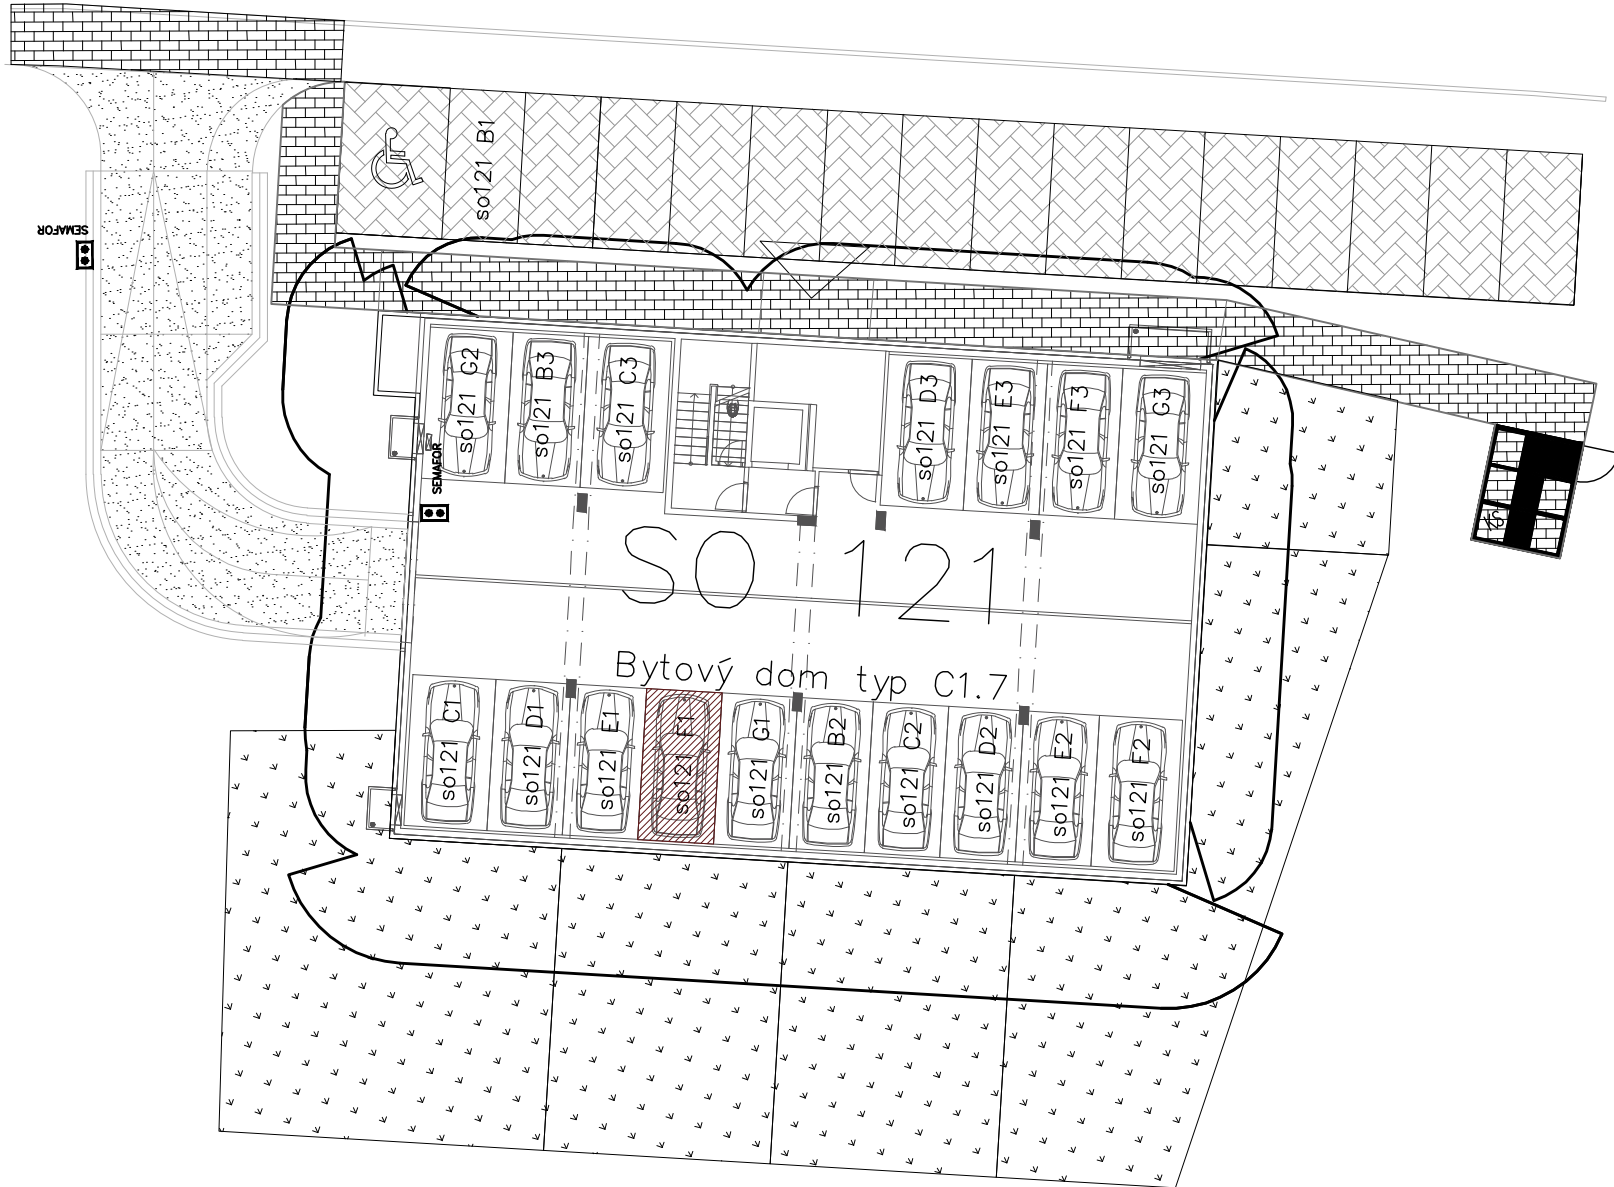 so121 B1
SEMAFOR
so121 G2
so121 B3
so121 C3
so121 D3
so121 E3
so121 F3
so121 G3
SEMAFOR
SO 121
Bytový dom typ C1.7
so121 C1
so121 D1
so121 E1
so121 F1
so121 G1
so121 B2
so121 C2
so121 D2
so121 E2
so121 F2